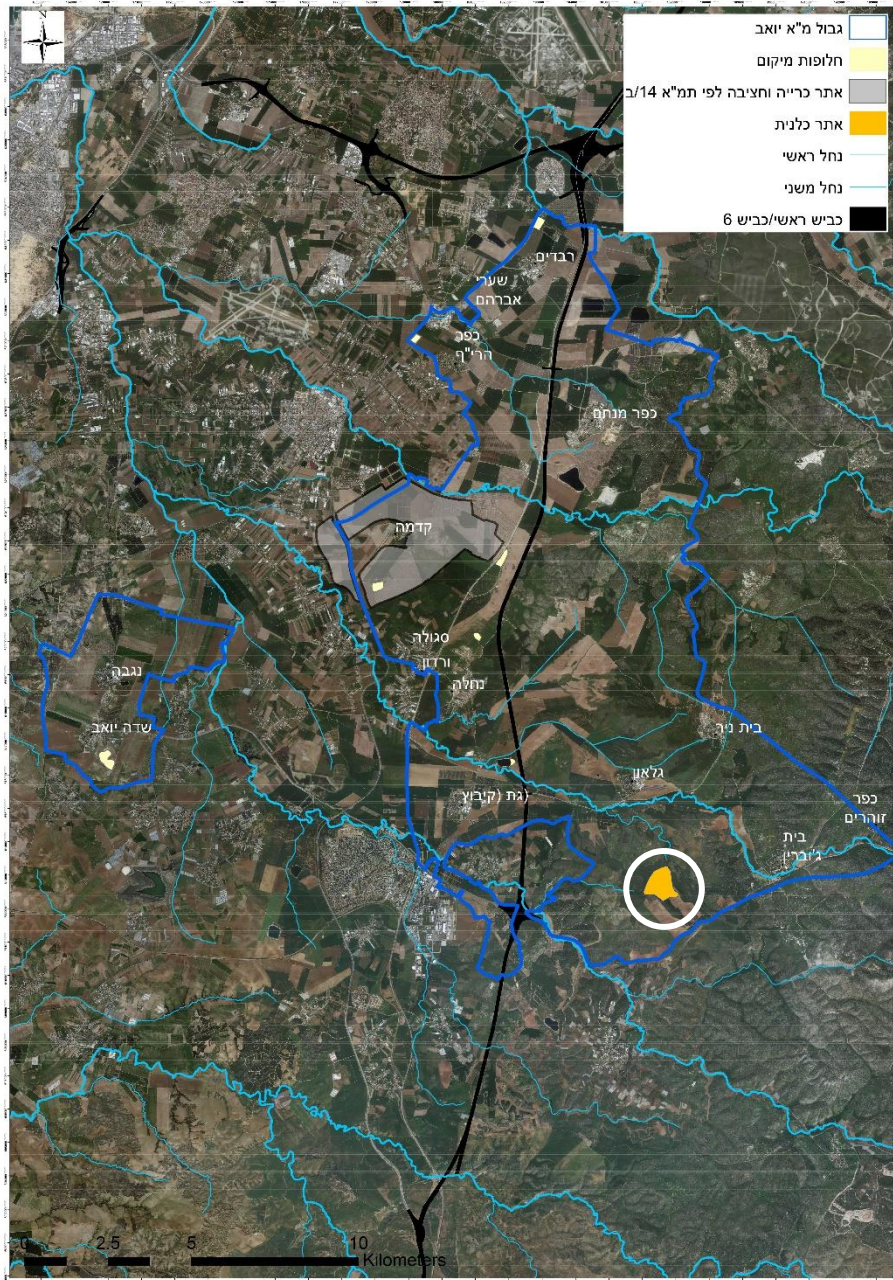 N
גבול מ"א יואב
חלופות מיקום
אתר כרייה וחציבה לפי תמ"א 14/ב
אתר כלנית
נחל ראשי
נחל משני
כביש ראשי/כביש 6
רבדים
שערי
אברהם
כפר
הרי"ף
כפר מנחם
קדמה
סגולה
ורדון
נחלה
נגבה
שדה יואב
בית ניר
גלאון
(גת (קיבוץ
כפר
זוהרים
בית
ג'וברין
0 2.5 5 10
Kilometers